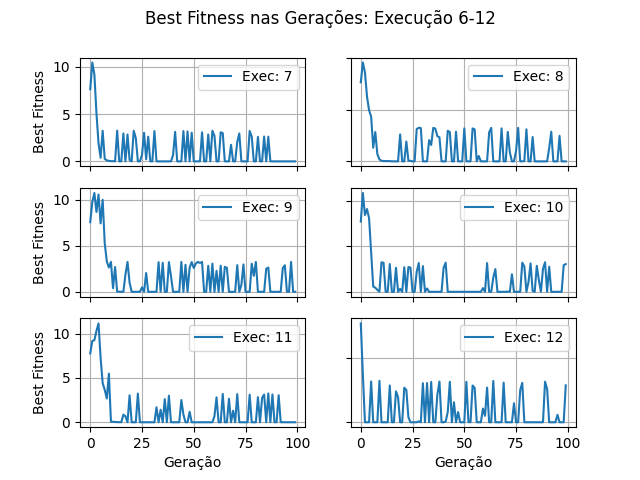 Best Fitness nas Gerações: Execução 6-12
10
5
0
Best Fitness
Exec: 7
Exec: 8
10
5
0
Best Fitness
Exec: 9
Exec: 10
10
5
0
Best Fitness
Exec: 11
Exec: 12
0 25 50 75 100
0 25 50 75 100
Geração
Geração